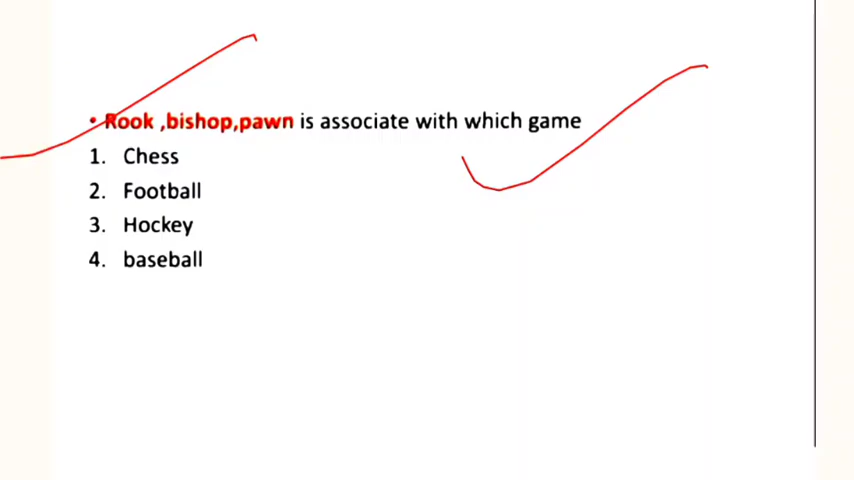 • Rook ,bishop,pawn is associate with which game
1. Chess
2. Football
3. Hockey
4. baseball